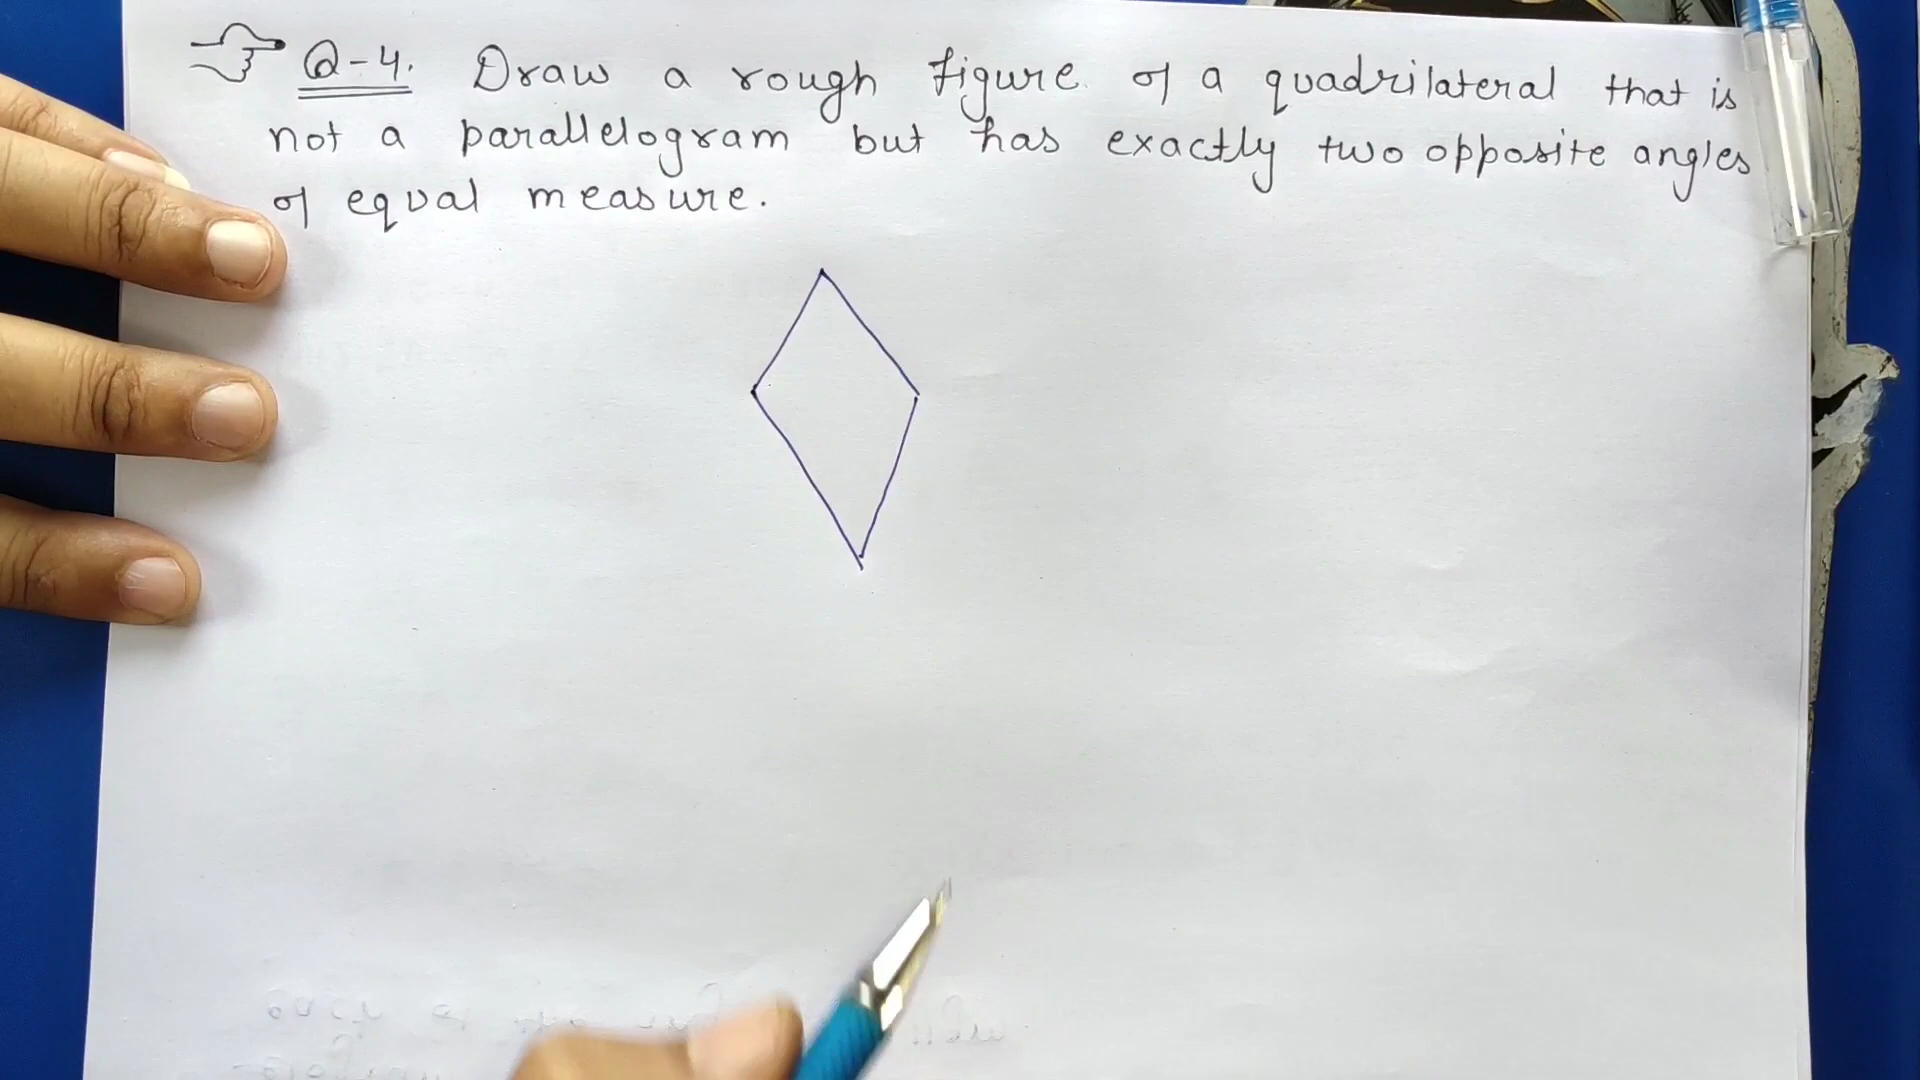 Q-4. Draw a rough figure of a quadrilateral that is
not a parallelogram but has exactly two opposite angles
of equal measure.